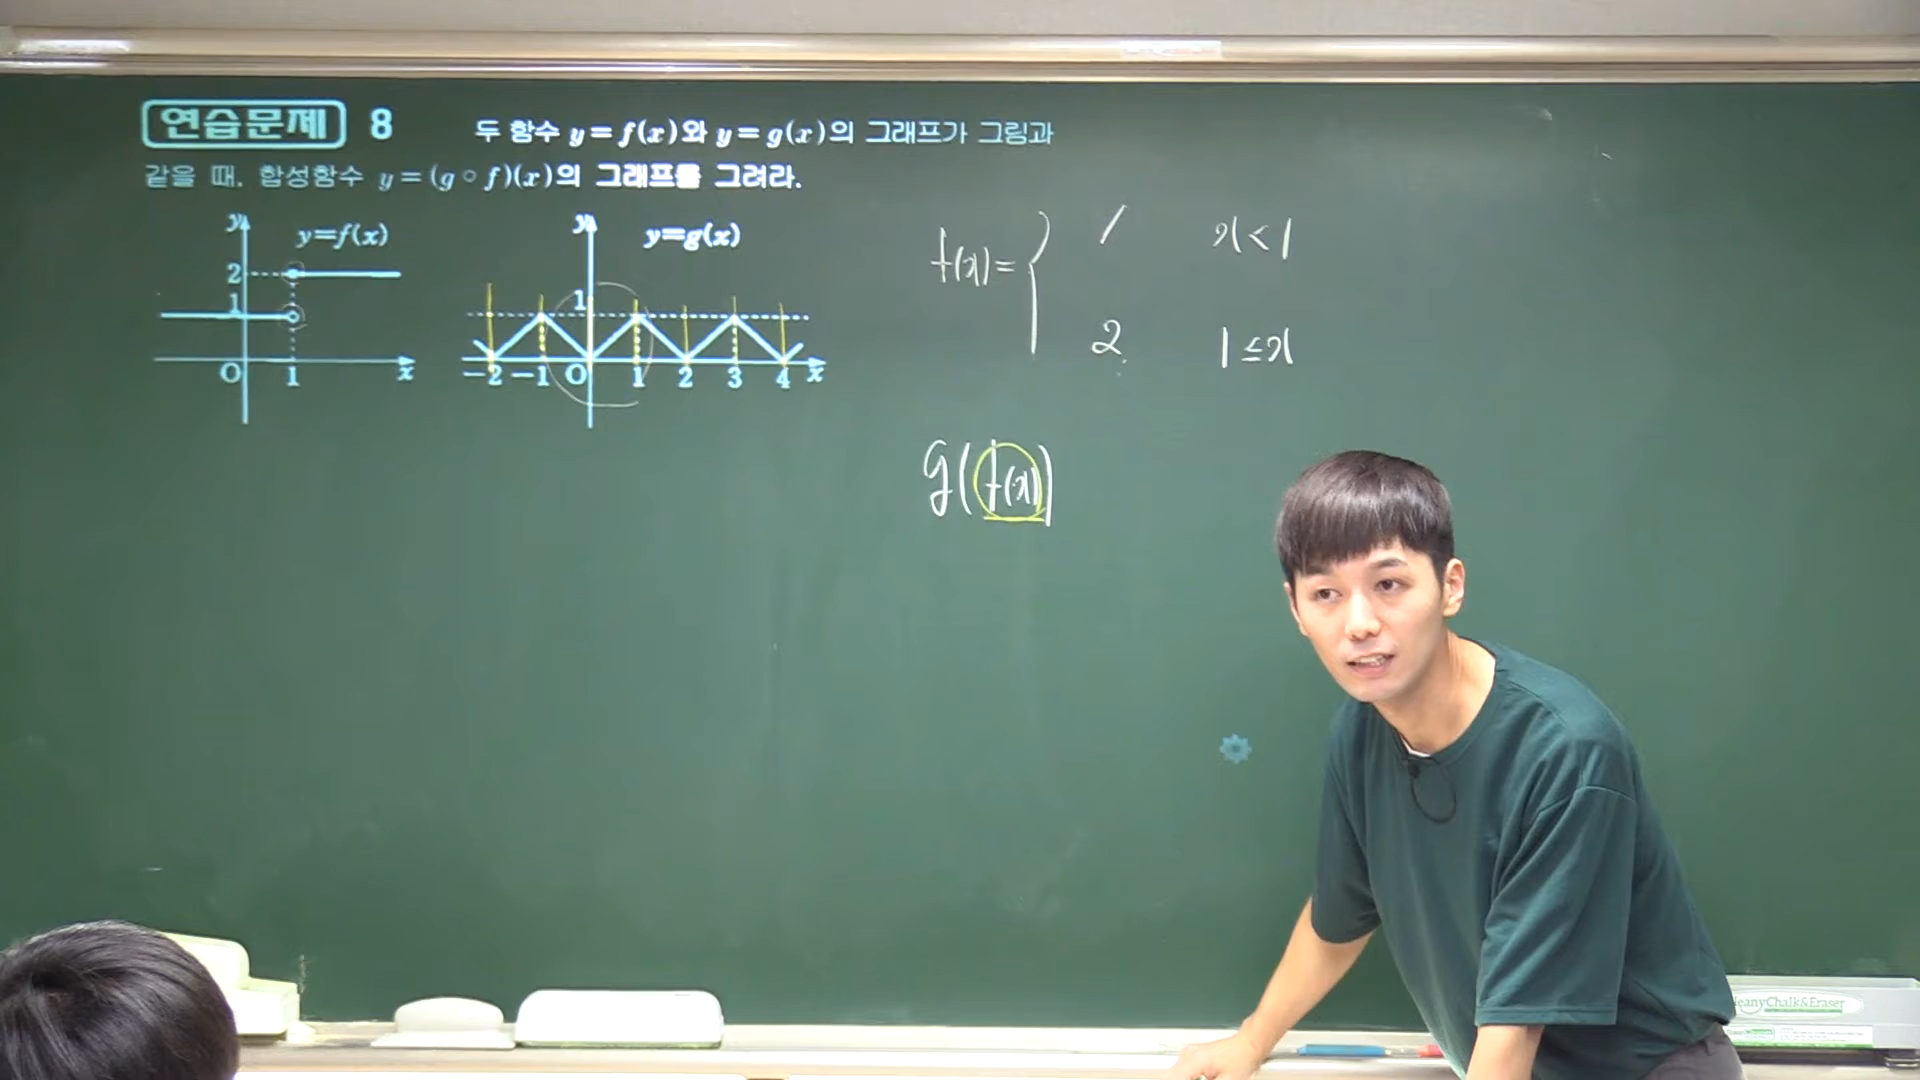 연습문제 8 두 함수 y=f(x)와 y=g(x)의 그래프가 그림과
같을 때, 합성함수 y=(g∘f)(x)의 그래프를 그려라.
y
y=f(x)
2
1
O
1
x
y
y=g(x)
1
-2 -1 O 1 2 3 4 x
f(x)= { 1 x<1
2 1≤x
g(f(x))
Chalk&Eraser